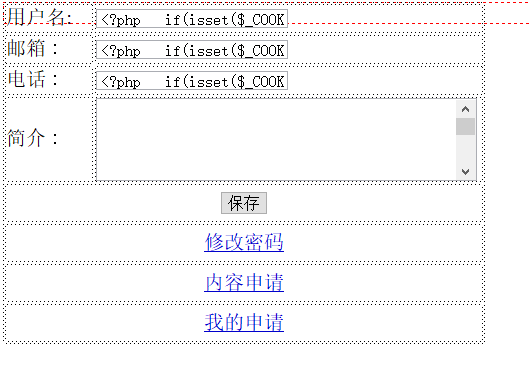 用户名: <?php if(isset($_COOK
邮箱： <?php if(isset($_COOK
电话： <?php if(isset($_COOK
简介：
保存
修改密码
内容申请
我的申请